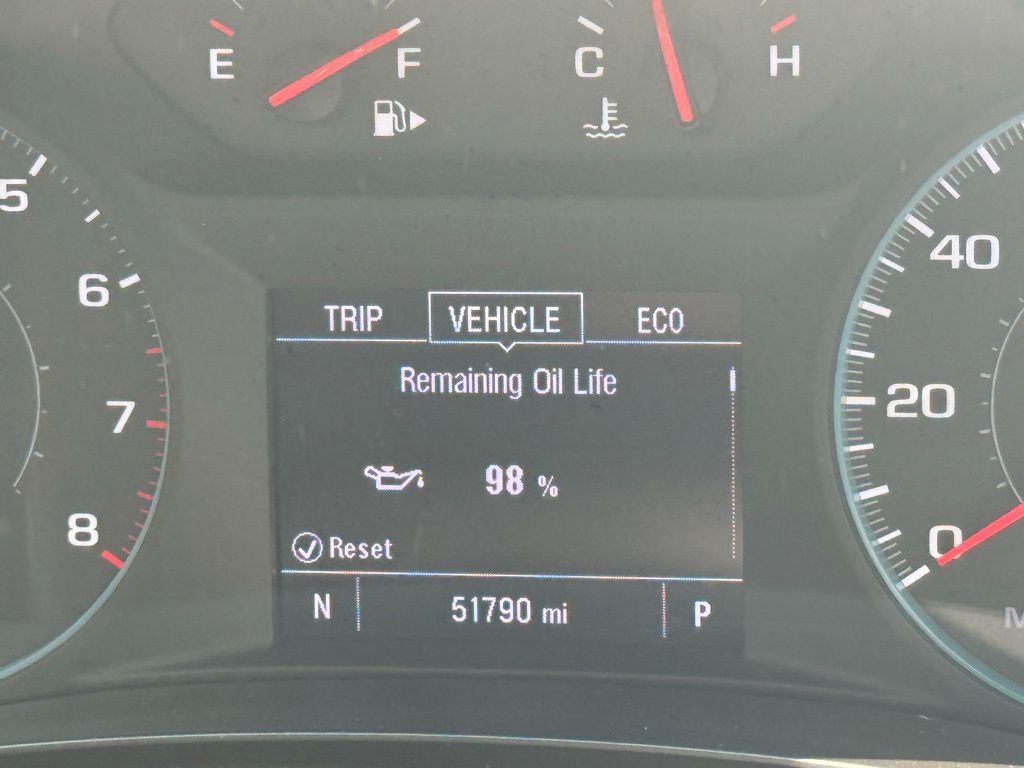 E F C H
5
6
7
8
TRIP VEHICLE ECO
Remaining Oil Life
98 %
Reset
N 51790 mi P
40
20
0
M